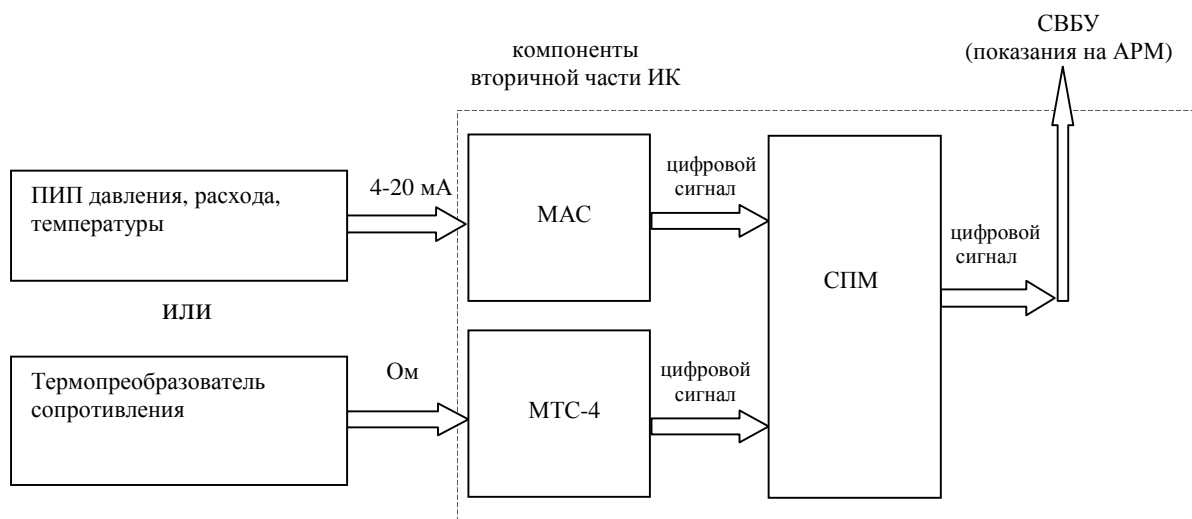 СВБУ
(показания на АРМ)
компоненты
вторичной части ИК
ПИП давления, расхода,
температуры
4-20 мА
МАС
цифровой
сигнал
СПМ
цифровой
сигнал
или
Термопреобразователь
сопротивления
Ом
МТС-4
цифровой
сигнал